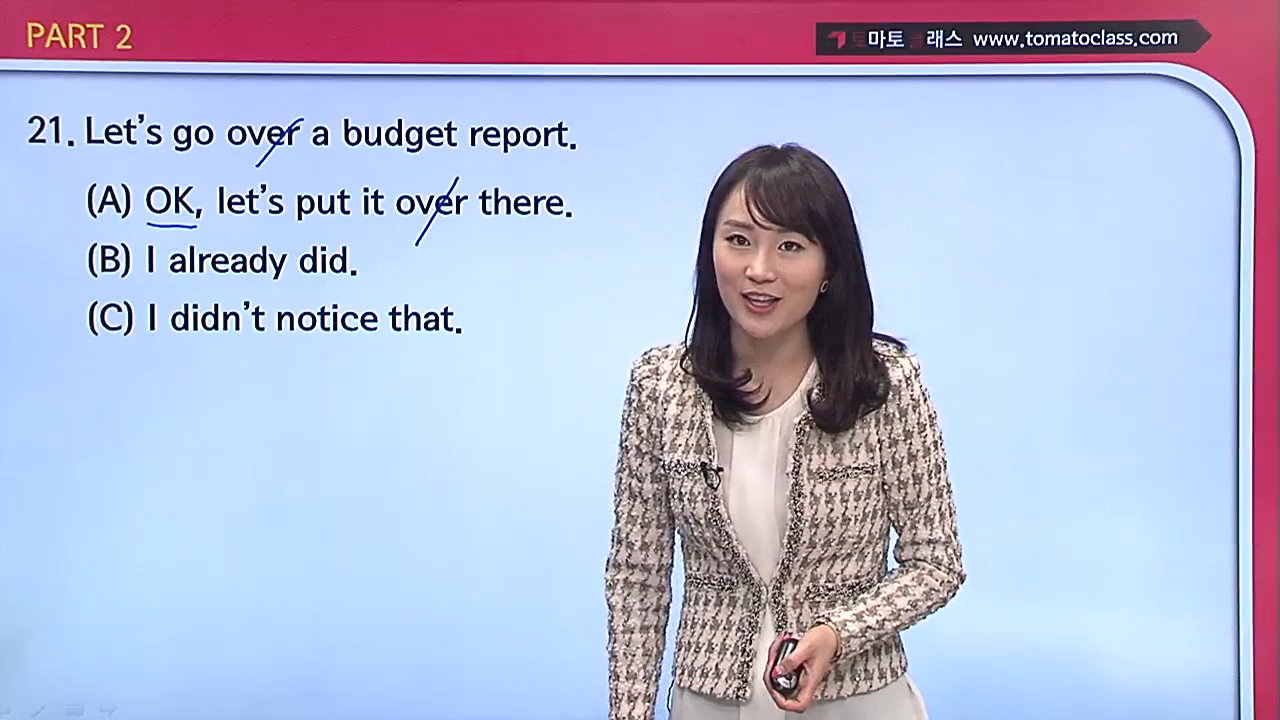 PART 2
토마토클래스 www.tomatoclass.com
21. Let's go over a budget report.
(A) OK, let's put it over there.
(B) I already did.
(C) I didn't notice that.